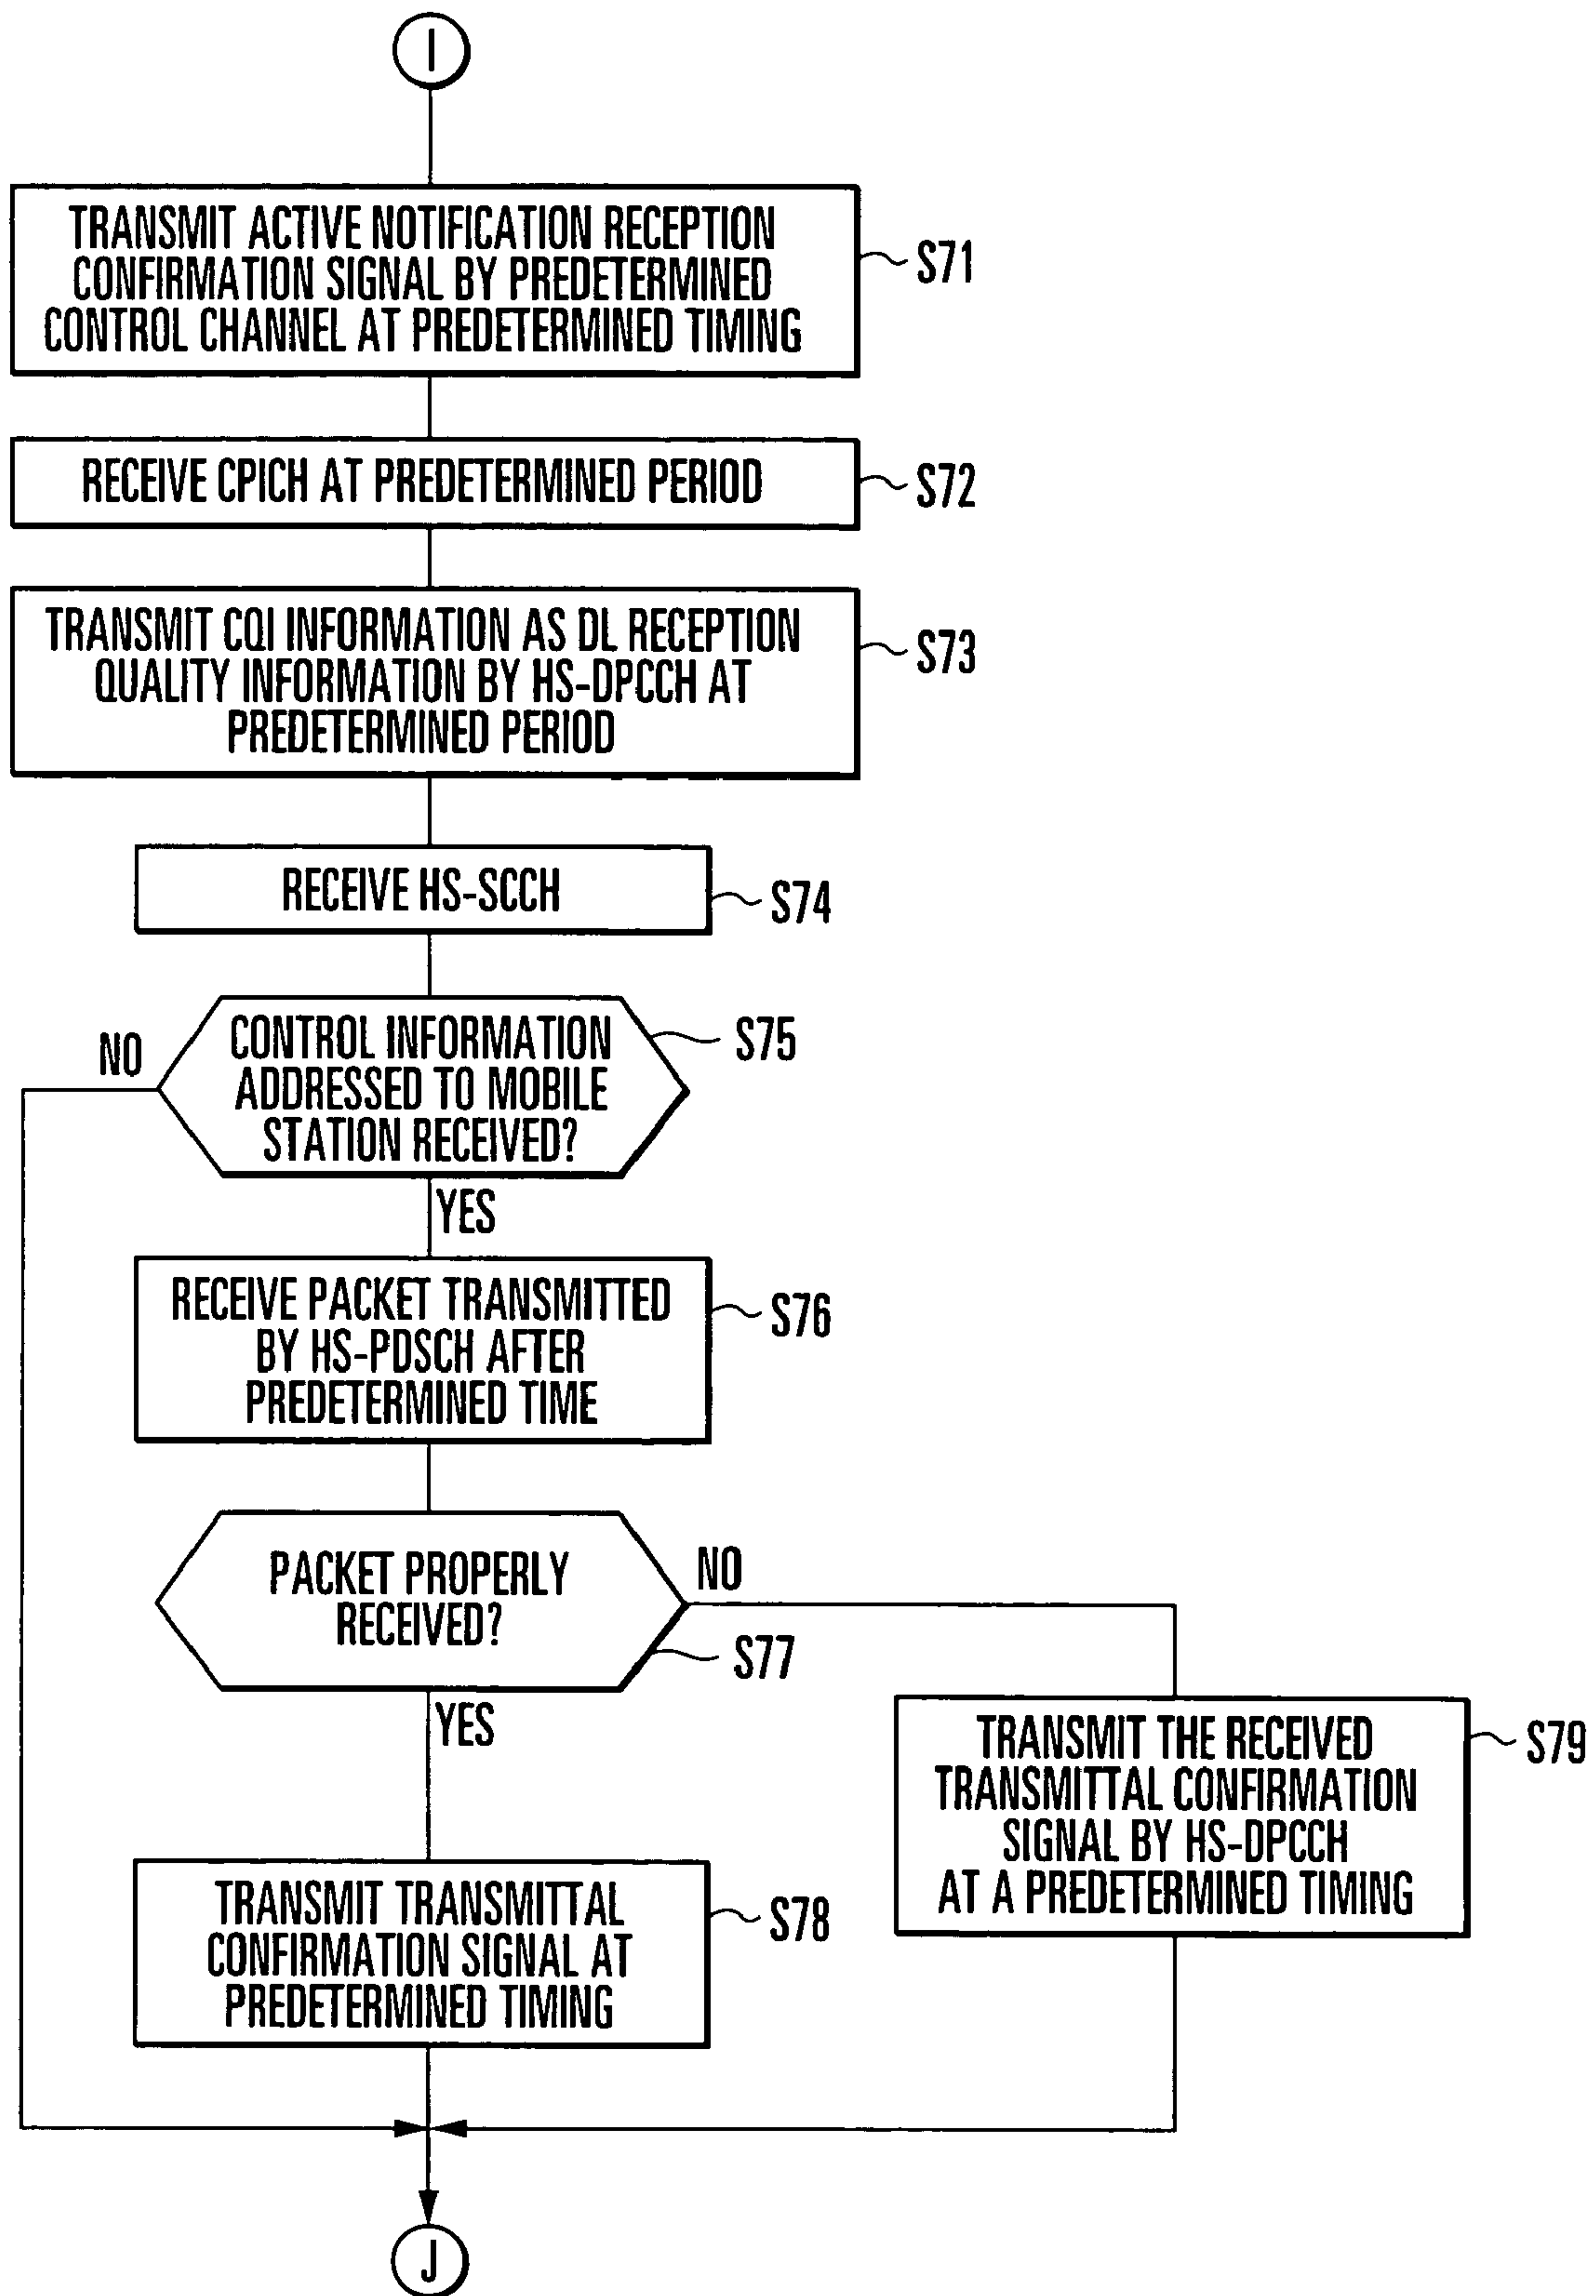 I
TRANSMIT ACTIVE NOTIFICATION RECEPTION
CONFIRMATION SIGNAL BY PREDETERMINED
CONTROL CHANNEL AT PREDETERMINED TIMING
S71
RECEIVE CPICH AT PREDETERMINED PERIOD
S72
TRANSMIT CQI INFORMATION AS DL RECEPTION
QUALITY INFORMATION BY HS-DPCCH AT
PREDETERMINED PERIOD
S73
RECEIVE HS-SCCH
S74
CONTROL INFORMATION
ADDRESSED TO MOBILE
STATION RECEIVED?
S75
NO
YES
RECEIVE PACKET TRANSMITTED
BY HS-PDSCH AFTER
PREDETERMINED TIME
S76
PACKET PROPERLY
RECEIVED?
NO
S77
YES
TRANSMIT THE RECEIVED
TRANSMITTAL CONFIRMATION
SIGNAL BY HS-DPCCH
AT A PREDETERMINED TIMING
S79
TRANSMIT TRANSMITTAL
CONFIRMATION SIGNAL AT
PREDETERMINED TIMING
S78
J